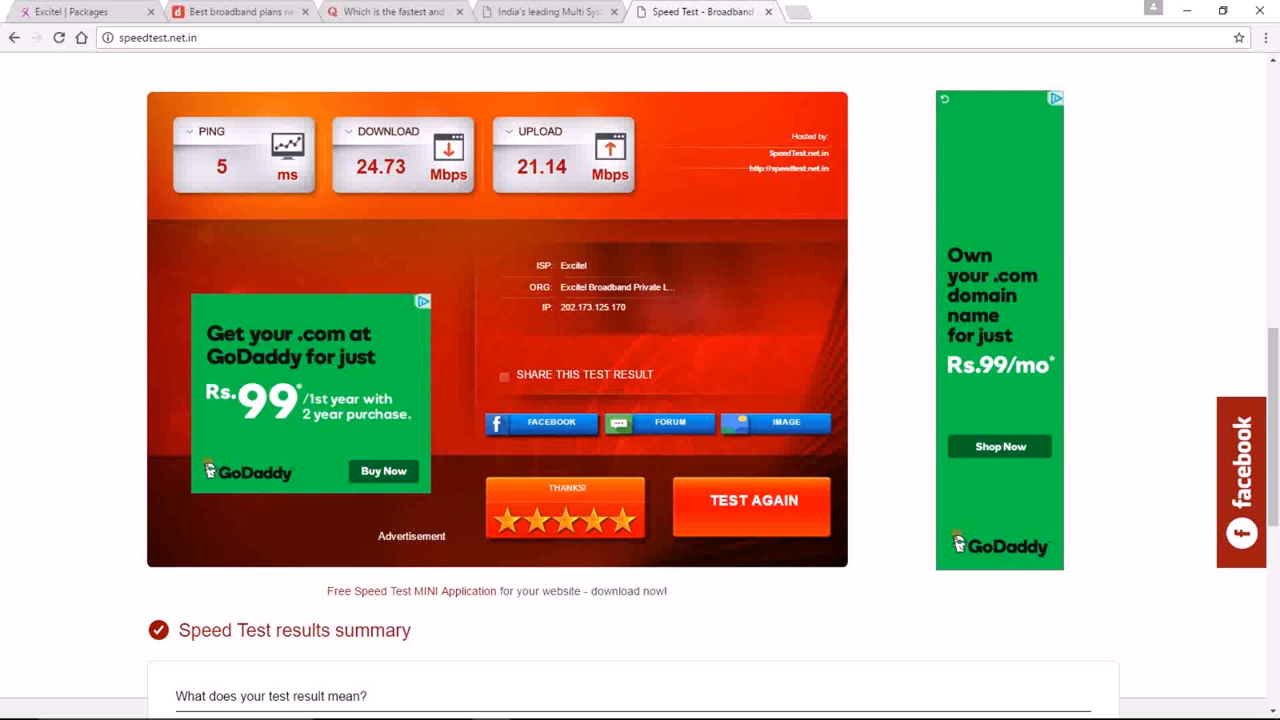 Excitel | Packages
Best broadband plans ne
Which is the fastest and
India's leading Multi Sys
Speed Test - Broadband
speedtest.net.in
PING
5
ms
DOWNLOAD
24.73
Mbps
UPLOAD
21.14
Mbps
Hosted by:
SpeedTest.net.in
http://speedtest.net.in
ISP: Excitel
ORG: Excitel Broadband Private L...
IP: 202.173.125.170
SHARE THIS TEST RESULT
FACEBOOK
FORUM
IMAGE
THANKS!
TEST AGAIN
Get your .com at
GoDaddy for just
Rs.99* /1st year with
2 year purchase.
GoDaddy
Buy Now
Advertisement
Own
your .com
domain
name
for just
Rs.99/mo*
Shop Now
GoDaddy
facebook
Free Speed Test MINI Application for your website - download now!
Speed Test results summary
What does your test result mean?